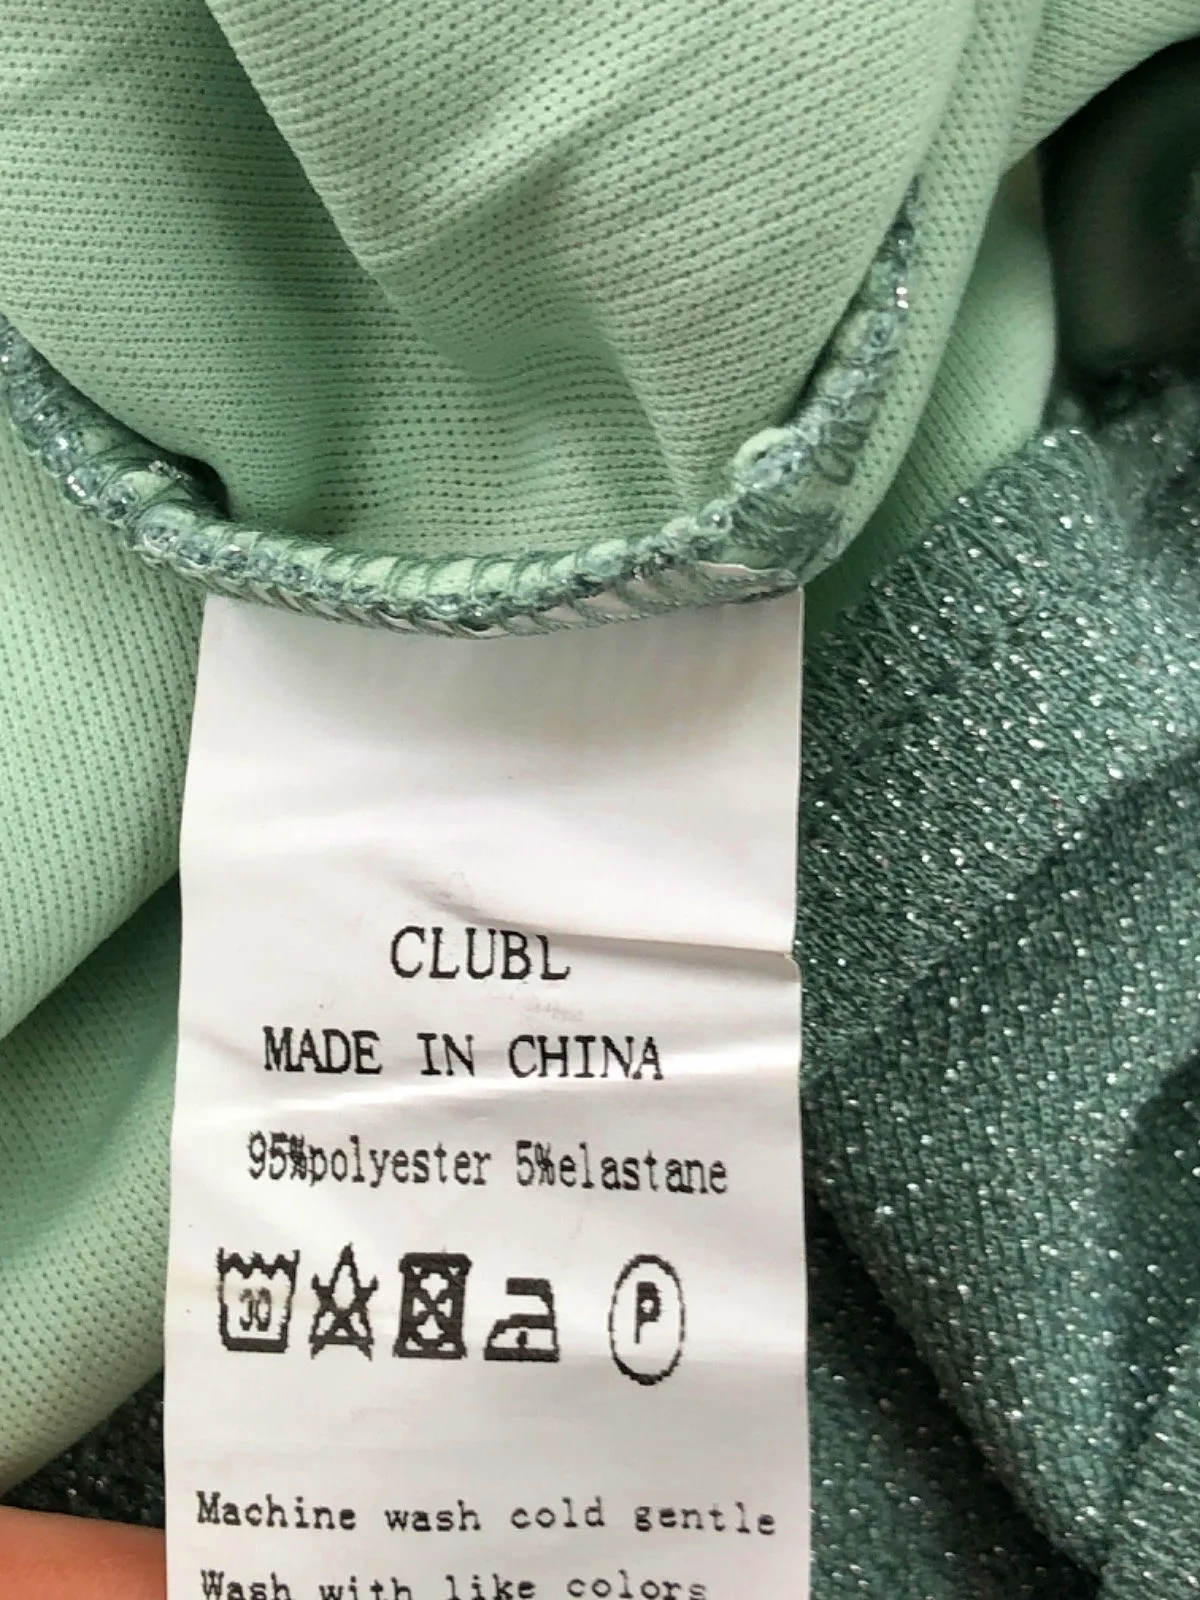 CLUBL
MADE IN CHINA
95%polyester 5%elastane
30
P
Machine wash cold gentle
Wash with like colors